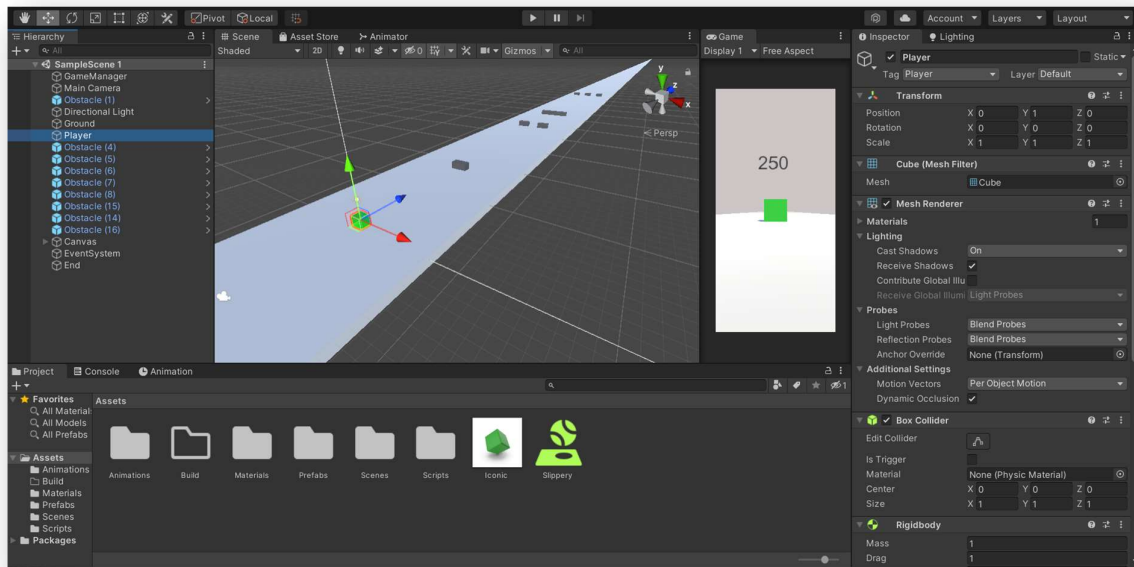 Pivot Local
Account Layers Layout
Hierarchy
All
SampleScene 1
GameManager
Main Camera
Obstacle (1)
Directional Light
Ground
Player
Obstacle (4)
Obstacle (5)
Obstacle (6)
Obstacle (7)
Obstacle (8)
Obstacle (15)
Obstacle (14)
Obstacle (16)
Canvas
EventSystem
End
Scene Asset Store Animator
Shaded 2D 0 Gizmos All
y
z
x
Persp
Game
Display 1 Free Aspect
250
Inspector Lighting
Player Static
Tag Player Layer Default
Transform
Position X 0 Y 1 Z 0
Rotation X 0 Y 0 Z 0
Scale X 1 Y 1 Z 1
Cube (Mesh Filter)
Mesh Cube
Mesh Renderer
Materials 1
Lighting
Cast Shadows On
Receive Shadows
Contribute Global Illu
Receive Global Illumi Light Probes
Probes
Light Probes Blend Probes
Reflection Probes Blend Probes
Anchor Override None (Transform)
Additional Settings
Motion Vectors Per Object Motion
Dynamic Occlusion
Box Collider
Edit Collider
Is Trigger
Material None (Physic Material)
Center X 0 Y 0 Z 0
Size X 1 Y 1 Z 1
Rigidbody
Mass 1
Drag 1
Project Console Animation
1
Favorites
All Material
All Models
All Prefabs
Assets
Animations
Build
Materials
Prefabs
Scenes
Scripts
Packages
Assets
Animations Build Materials Prefabs Scenes Scripts Iconic Slippery